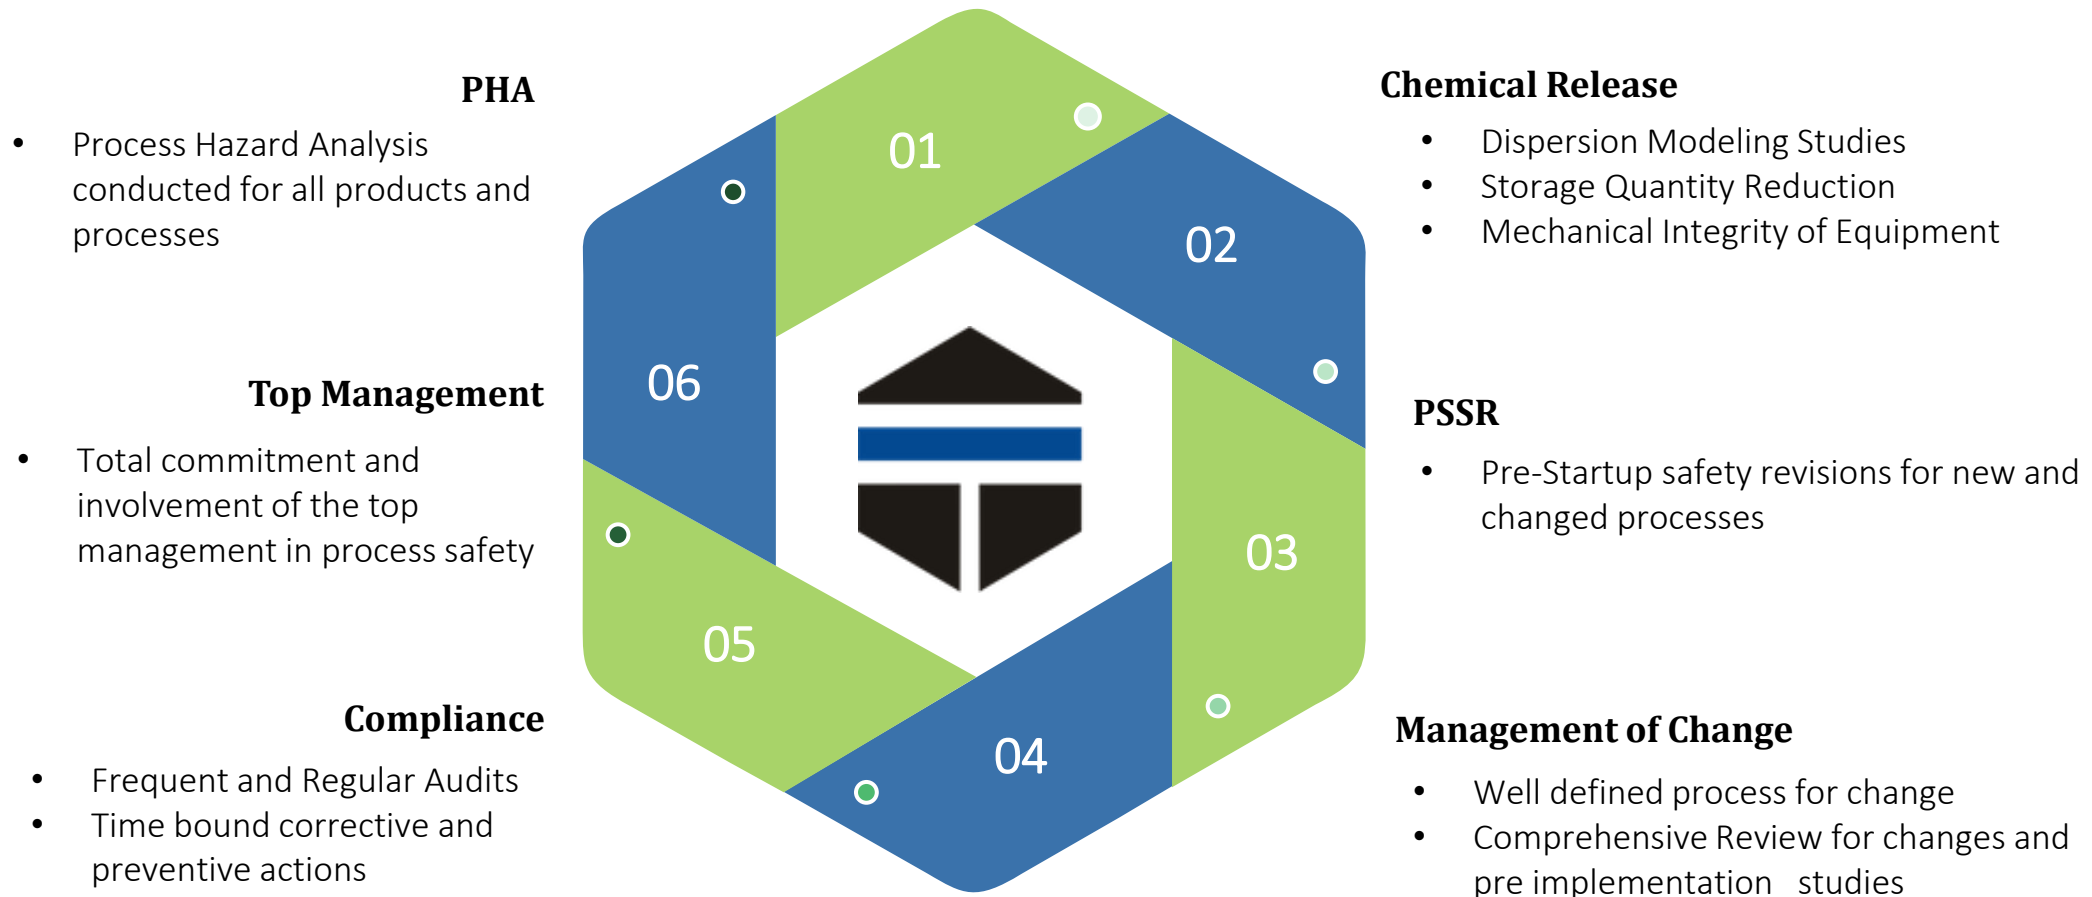 PHA
• Process Hazard Analysis
conducted for all products and
processes
Top Management
• Total commitment and
involvement of the top
management in process safety
Compliance
• Frequent and Regular Audits
• Time bound corrective and
preventive actions
01
02
03
04
05
06
Chemical Release
• Dispersion Modeling Studies
• Storage Quantity Reduction
• Mechanical Integrity of Equipment
PSSR
• Pre-Startup safety revisions for new and
changed processes
Management of Change
• Well defined process for change
• Comprehensive Review for changes and
pre implementation studies